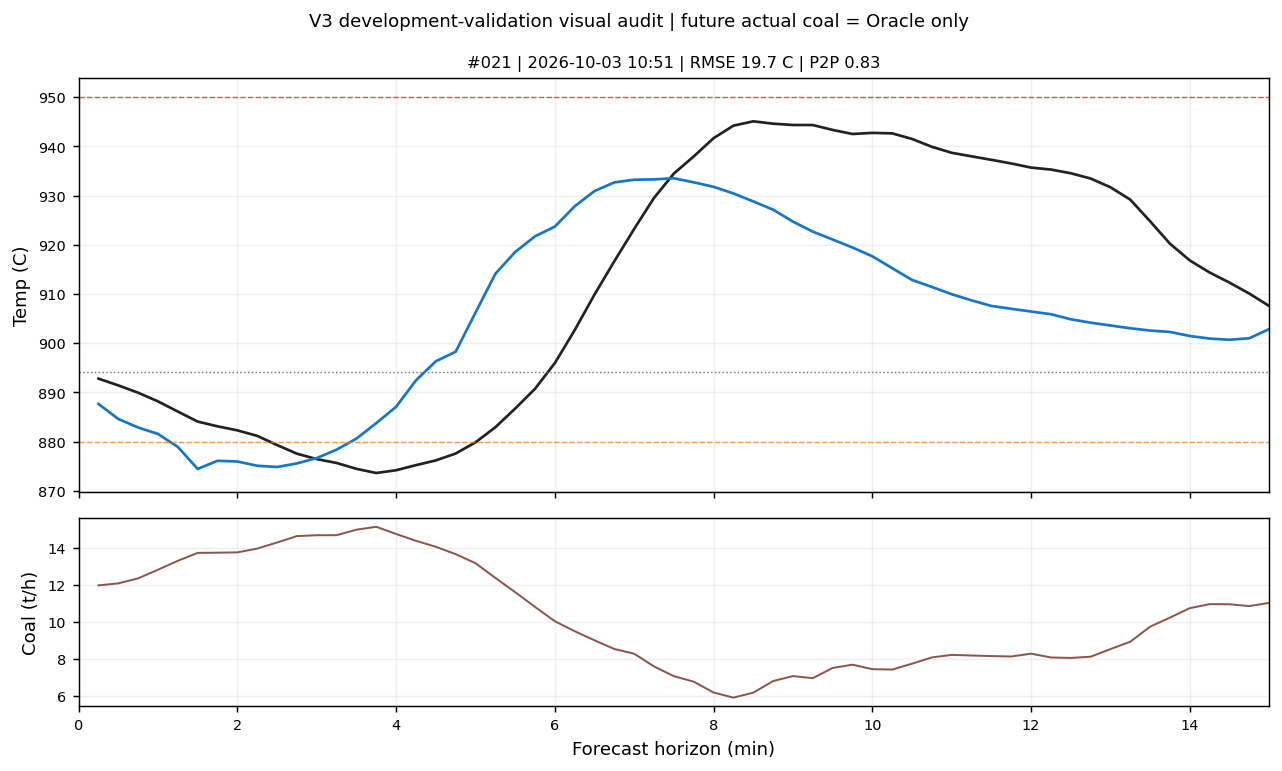 V3 development-validation visual audit | future actual coal = Oracle only
#021 | 2026-10-03 10:51 | RMSE 19.7 C | P2P 0.83
950
940
930
920
910
900
890
880
870
Temp (C)
14
12
10
8
6
Coal (t/h)
0 2 4 6 8 10 12 14
Forecast horizon (min)